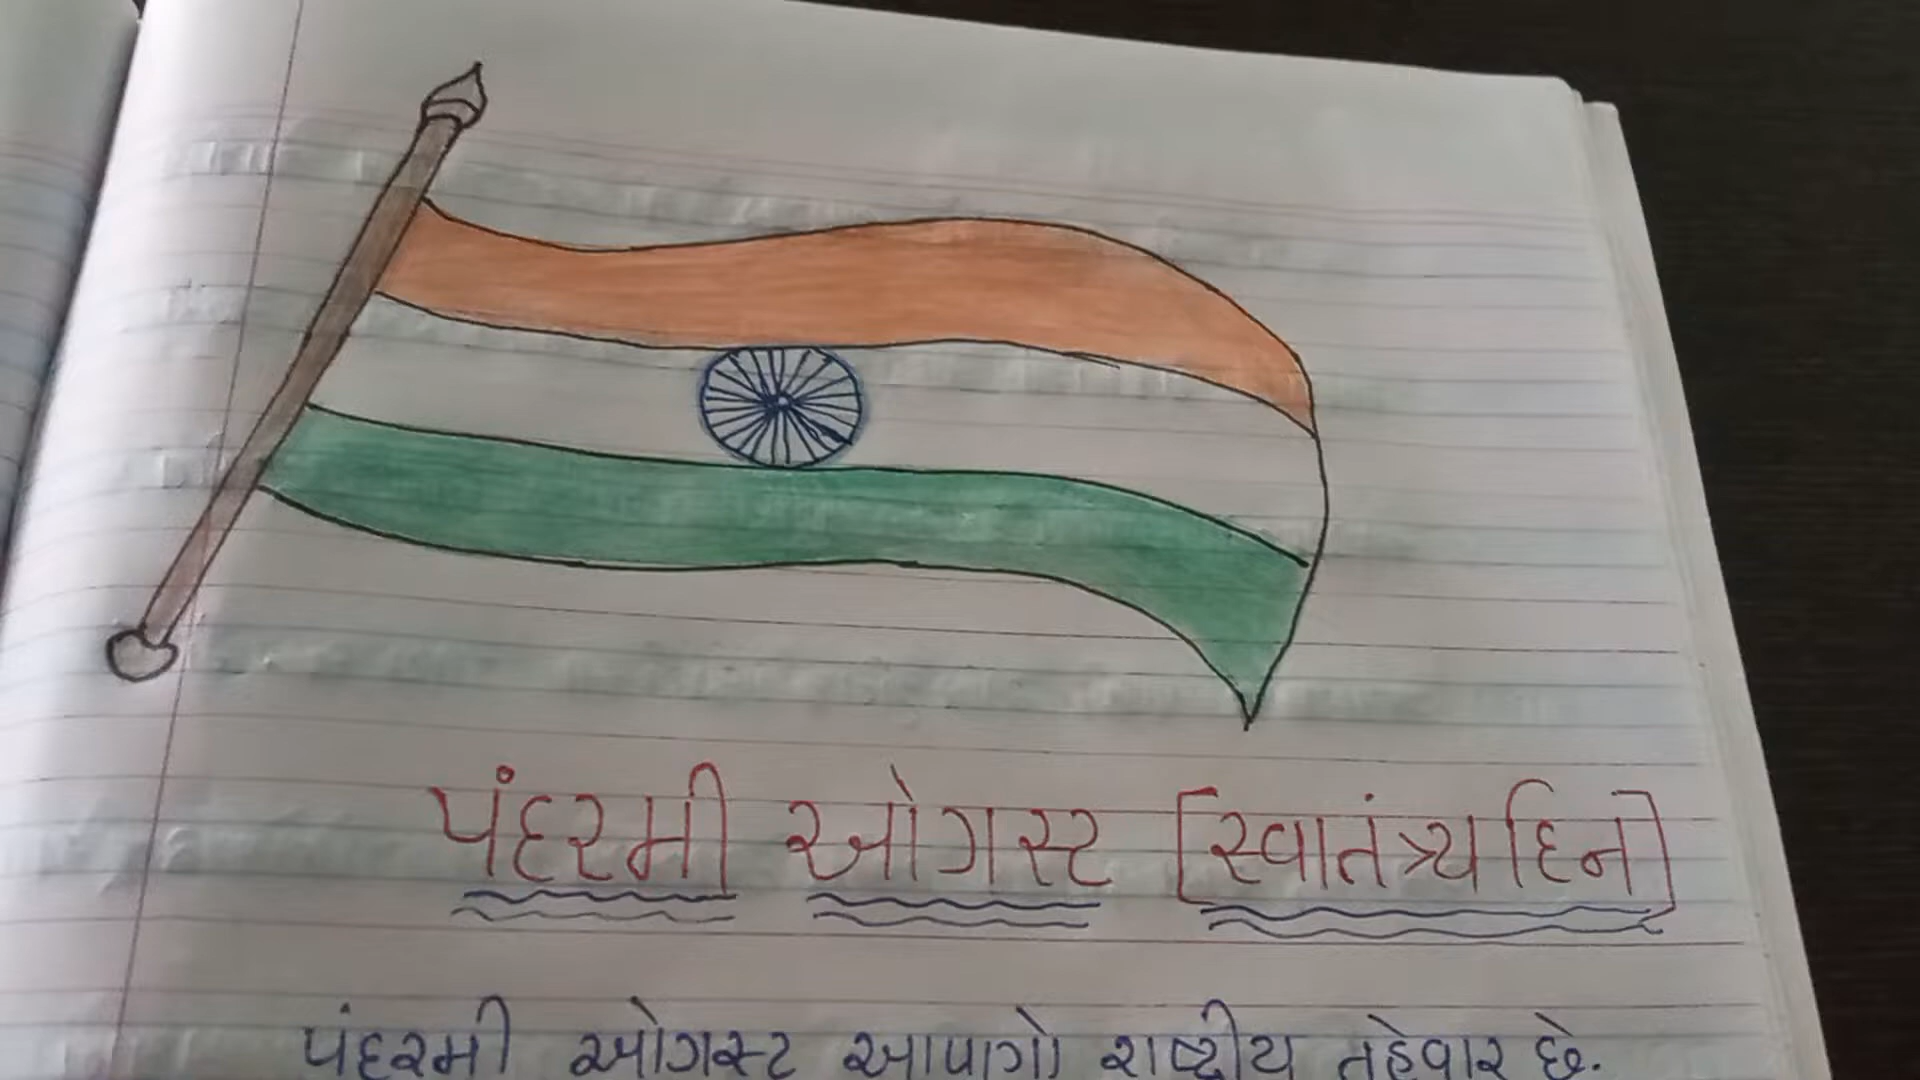 પંદરમી ઓગસ્ટ [સ્વાતંત્ર્ય દિન]
પંદરમી ઓગસ્ટ આપણો રાષ્ટ્રીય તહેવાર છે.